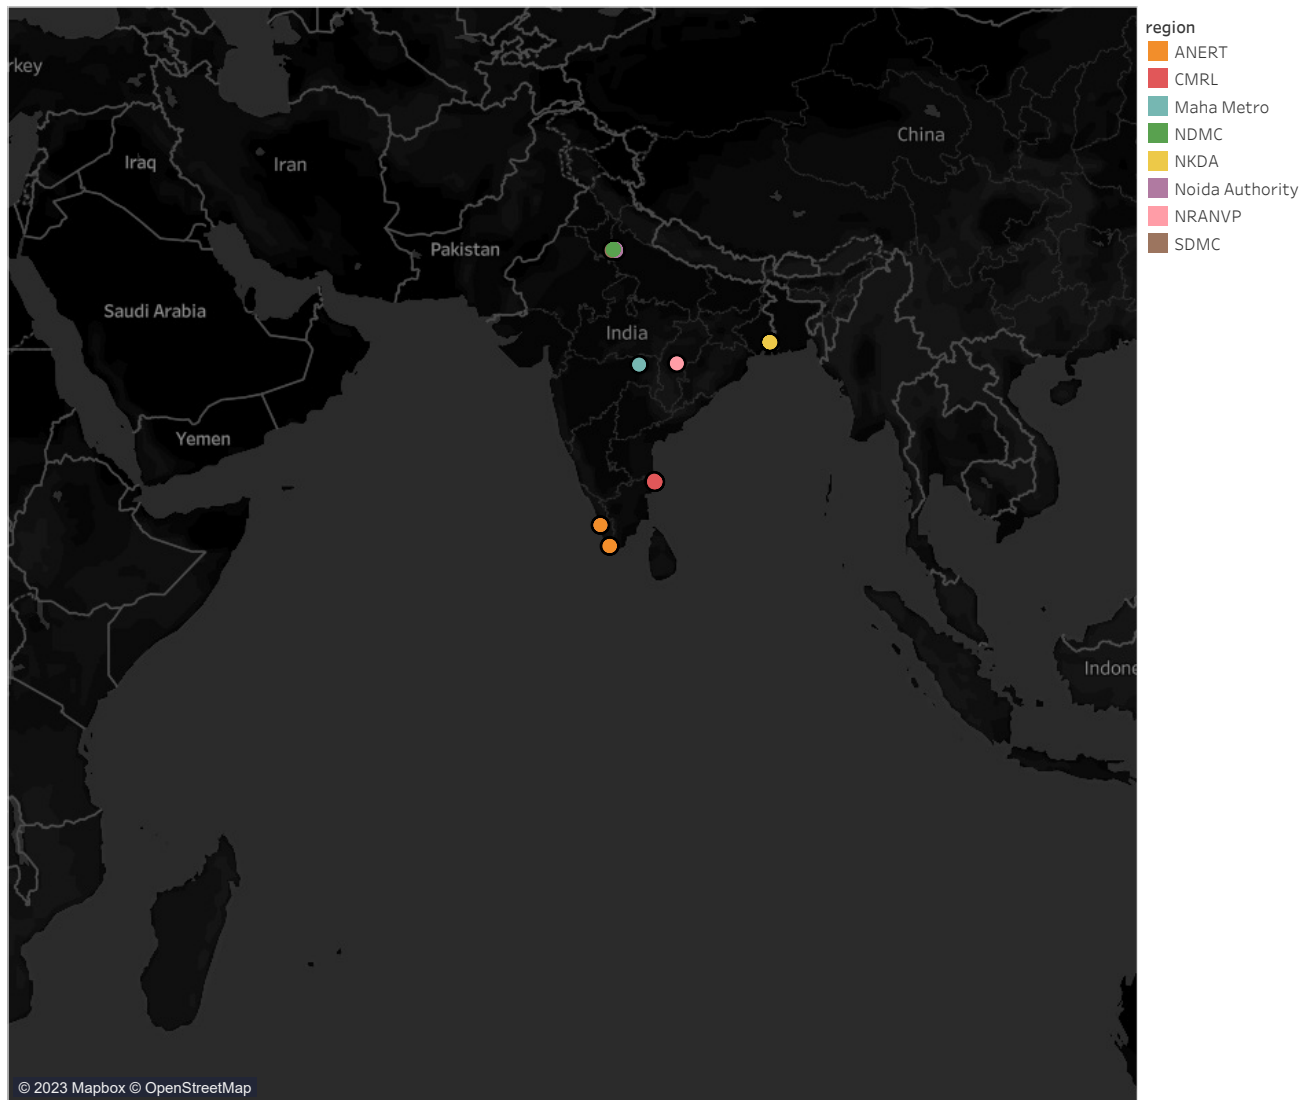 region
ANERT
CMRL
Maha Metro
NDMC
NKDA
Noida Authority
NRANVP
SDMC
rkey
China
Iraq
Iran
Pakistan
Saudi Arabia
India
Yemen
Indone
© 2023 Mapbox © OpenStreetMap